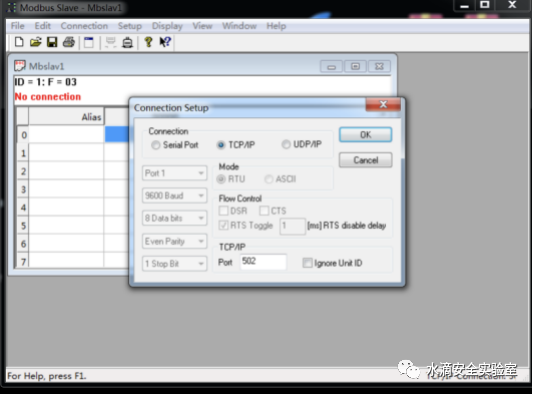 Modbus Slave - Mbslav1
File Edit Connection Setup Display View Window Help
Mbslav1
ID = 1: F = 03
No connection
Alias
0
1
2
3
4
5
6
7
Connection Setup
Connection
Serial Port TCP/IP UDP/IP
OK
Cancel
Port 1
9600 Baud
8 Data bits
Even Parity
1 Stop Bit
Mode
RTU ASCII
Flow Control
DSR CTS
RTS Toggle 1 [ms] RTS disable delay
TCP/IP
Port 502 Ignore Unit ID
For Help, press F1.
水滴安全实验室